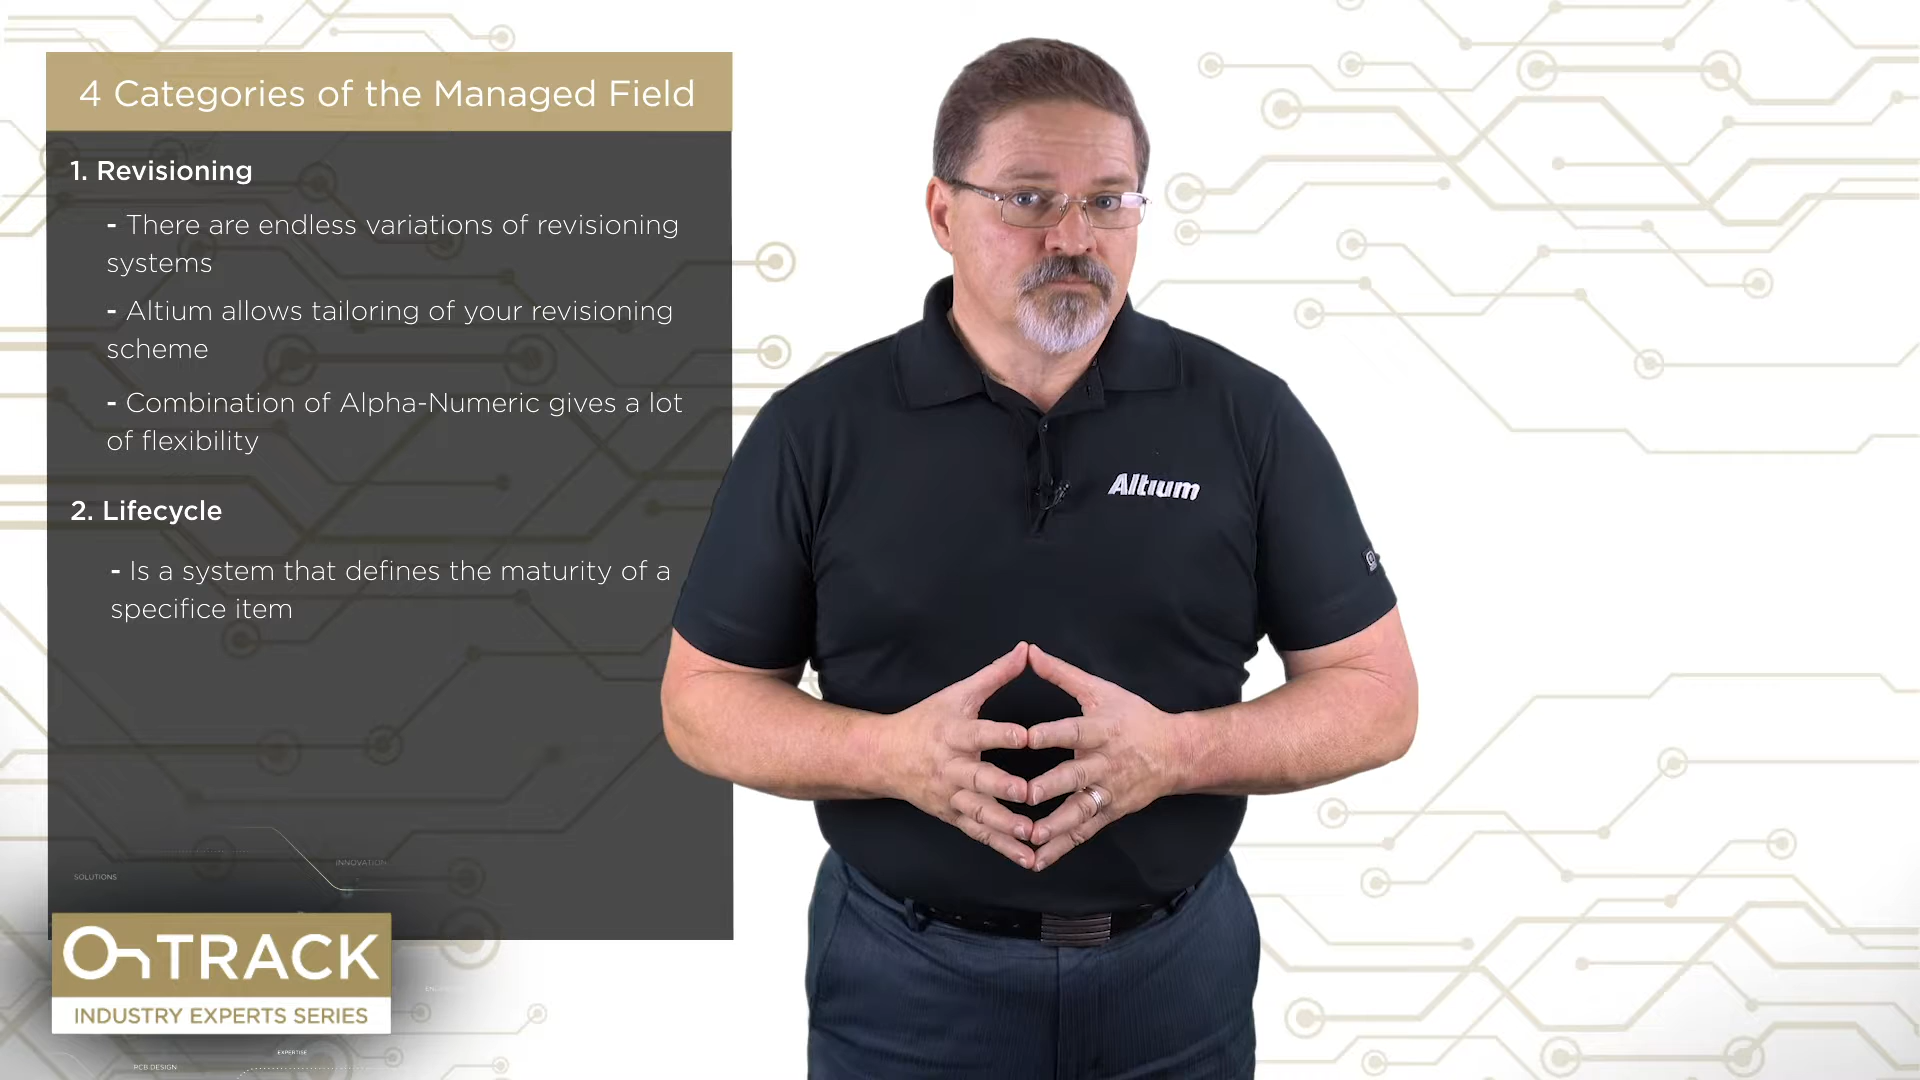 4 Categories of the Managed Field
1. Revisioning
- There are endless variations of revisioning
systems
- Altium allows tailoring of your revisioning
scheme
- Combination of Alpha-Numeric gives a lot
of flexibility
2. Lifecycle
- Is a system that defines the maturity of a
specifice item
Altium
INNOVATION
SOLUTIONS
OnTRACK
INDUSTRY EXPERTS SERIES
EXPERTISE
PCB DESIGN